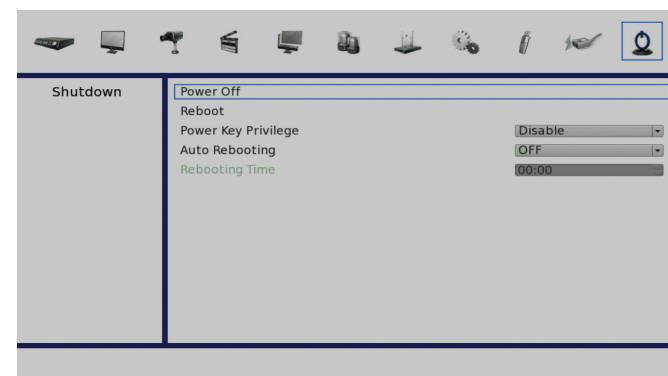 Shutdown
Power Off
Reboot
Power Key Privilege Disable
Auto Rebooting OFF
Rebooting Time 00:00